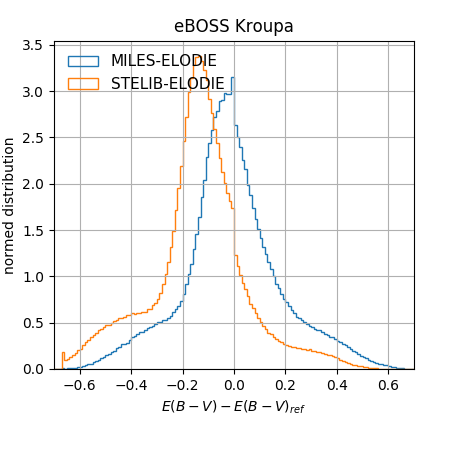 eBOSS Kroupa
MILES-ELODIE
STELIB-ELODIE
normed distribution
3.5
3.0
2.5
2.0
1.5
1.0
0.5
0.0
−0.6 −0.4 −0.2 0.0 0.2 0.4 0.6
E(B − V) − E(B − V)ref